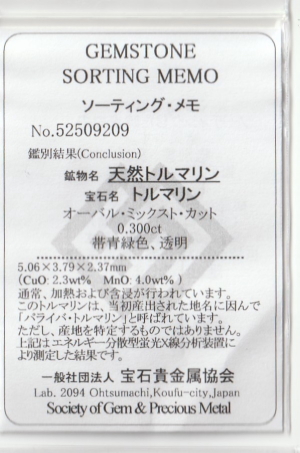 GEMSTONE
SORTING MEMO
ソーティング・メモ
No.52509209
鑑別結果(Conclusion)
鉱物名 天然トルマリン
宝石名 トルマリン
オーバル・ミックスト・カット
0.300ct
帯青緑色、透明
5.06×3.79×2.37mm
(CuO: 2.3wt% MnO: 4.0wt% )
通常、加熱および含浸が行われています。
このトルマリンは、当初産出された地名に因んで
「パライバ・トルマリン」と呼ばれています。
ただし、産地を特定するものではありません。
上記はエネルギー分散型蛍光X線分析装置に
より測定した結果です。
一般社団法人 宝石貴金属協会
Lab. 2094 Ohtsumachi,Koufu-city,Japan
Society of Gem & Precious Metal